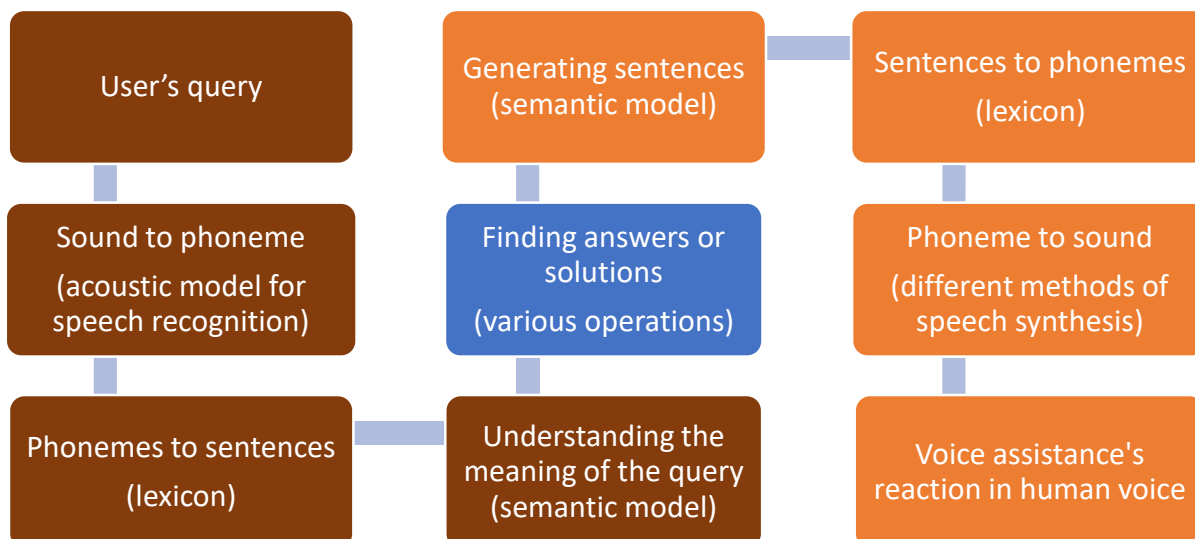 User's query
Sound to phoneme
(acoustic model for
speech recognition)
Phonemes to sentences
(lexicon)
Understanding the
meaning of the query
(semantic model)
Finding answers or
solutions
(various operations)
Generating sentences
(semantic model)
Sentences to phonemes
(lexicon)
Phoneme to sound
(different methods of
speech synthesis)
Voice assistance's
reaction in human voice